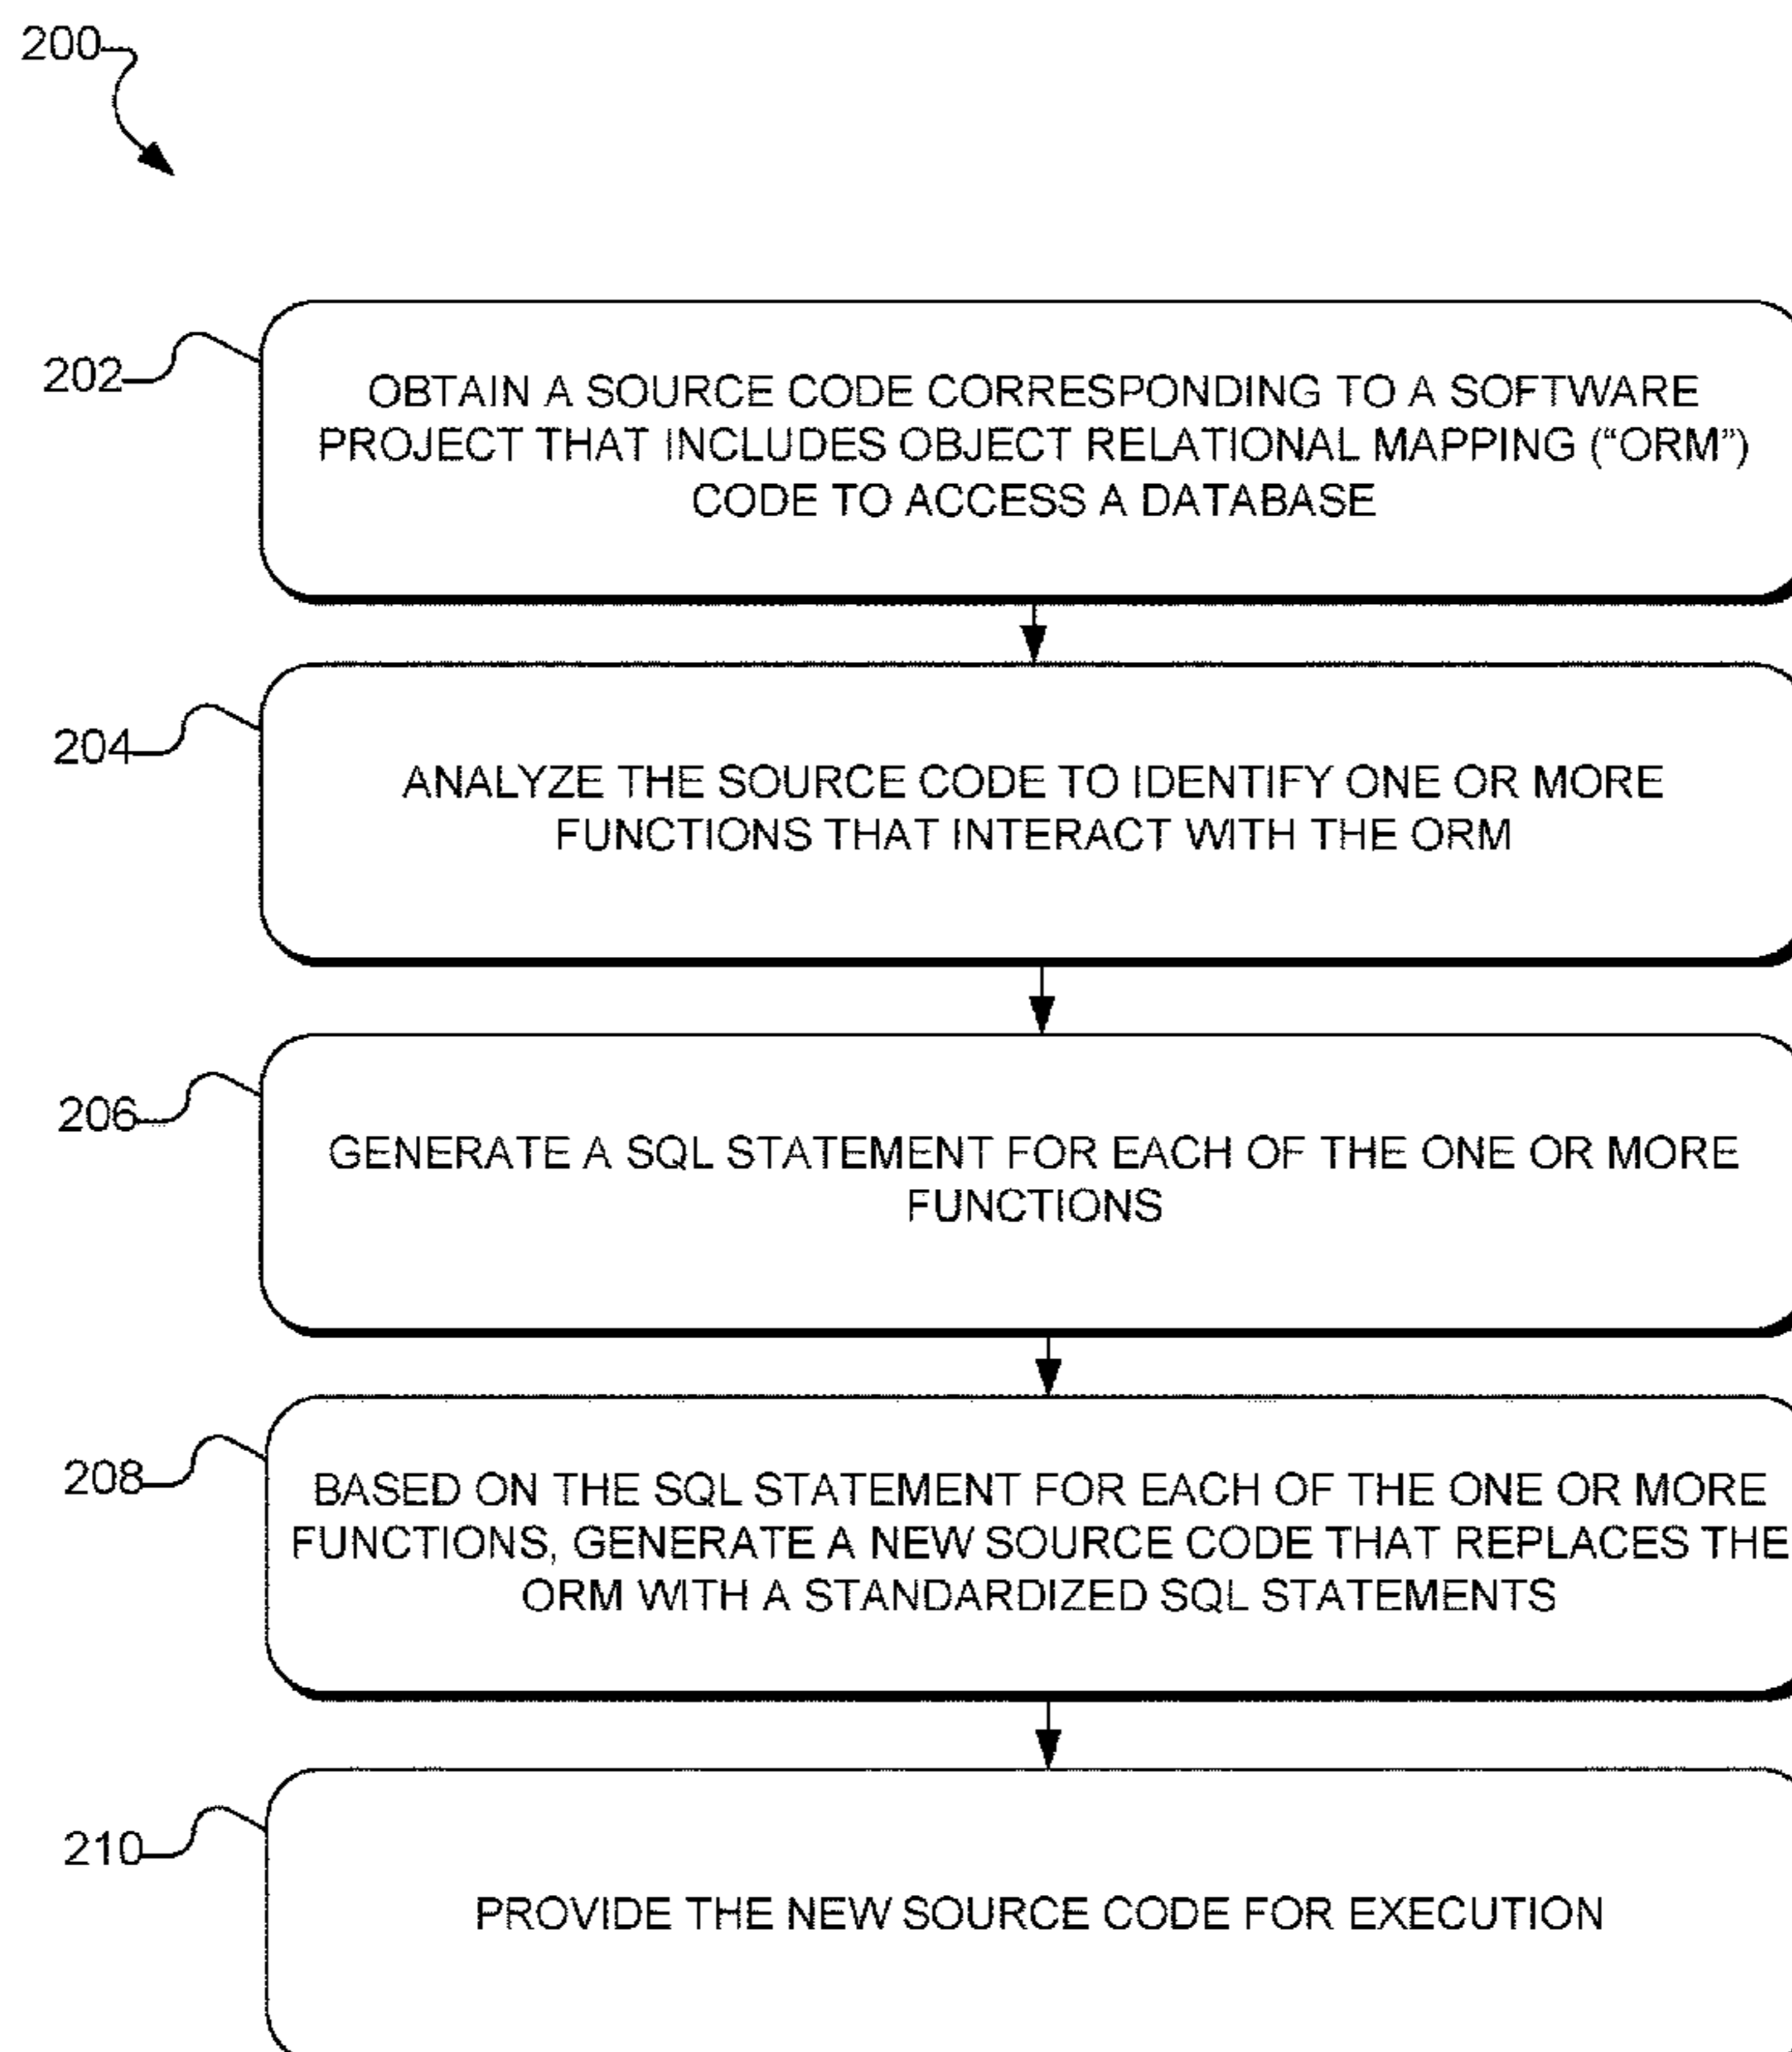 200
202
OBTAIN A SOURCE CODE CORRESPONDING TO A SOFTWARE
PROJECT THAT INCLUDES OBJECT RELATIONAL MAPPING (“ORM”)
CODE TO ACCESS A DATABASE
204
ANALYZE THE SOURCE CODE TO IDENTIFY ONE OR MORE
FUNCTIONS THAT INTERACT WITH THE ORM
206
GENERATE A SQL STATEMENT FOR EACH OF THE ONE OR MORE
FUNCTIONS
208
BASED ON THE SQL STATEMENT FOR EACH OF THE ONE OR MORE
FUNCTIONS, GENERATE A NEW SOURCE CODE THAT REPLACES THE
ORM WITH A STANDARDIZED SQL STATEMENTS
210
PROVIDE THE NEW SOURCE CODE FOR EXECUTION